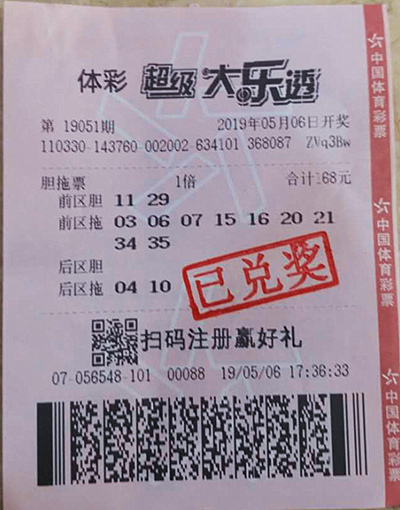 体彩 超级大乐透
第 19051期 2019年05月06日开奖
110330-143760-002002-634101 368087 ZVq3Bw
胆拖票 1倍 合计168元
前区胆 11 29
前区拖 03 06 07 15 16 20 21
34 35
后区胆
后区拖 04 10
已兑奖
扫码注册赢好礼
07-056548-101 00088 19/05/06 17:36:33
中国体育彩票
中国体育彩票
中国体育彩票